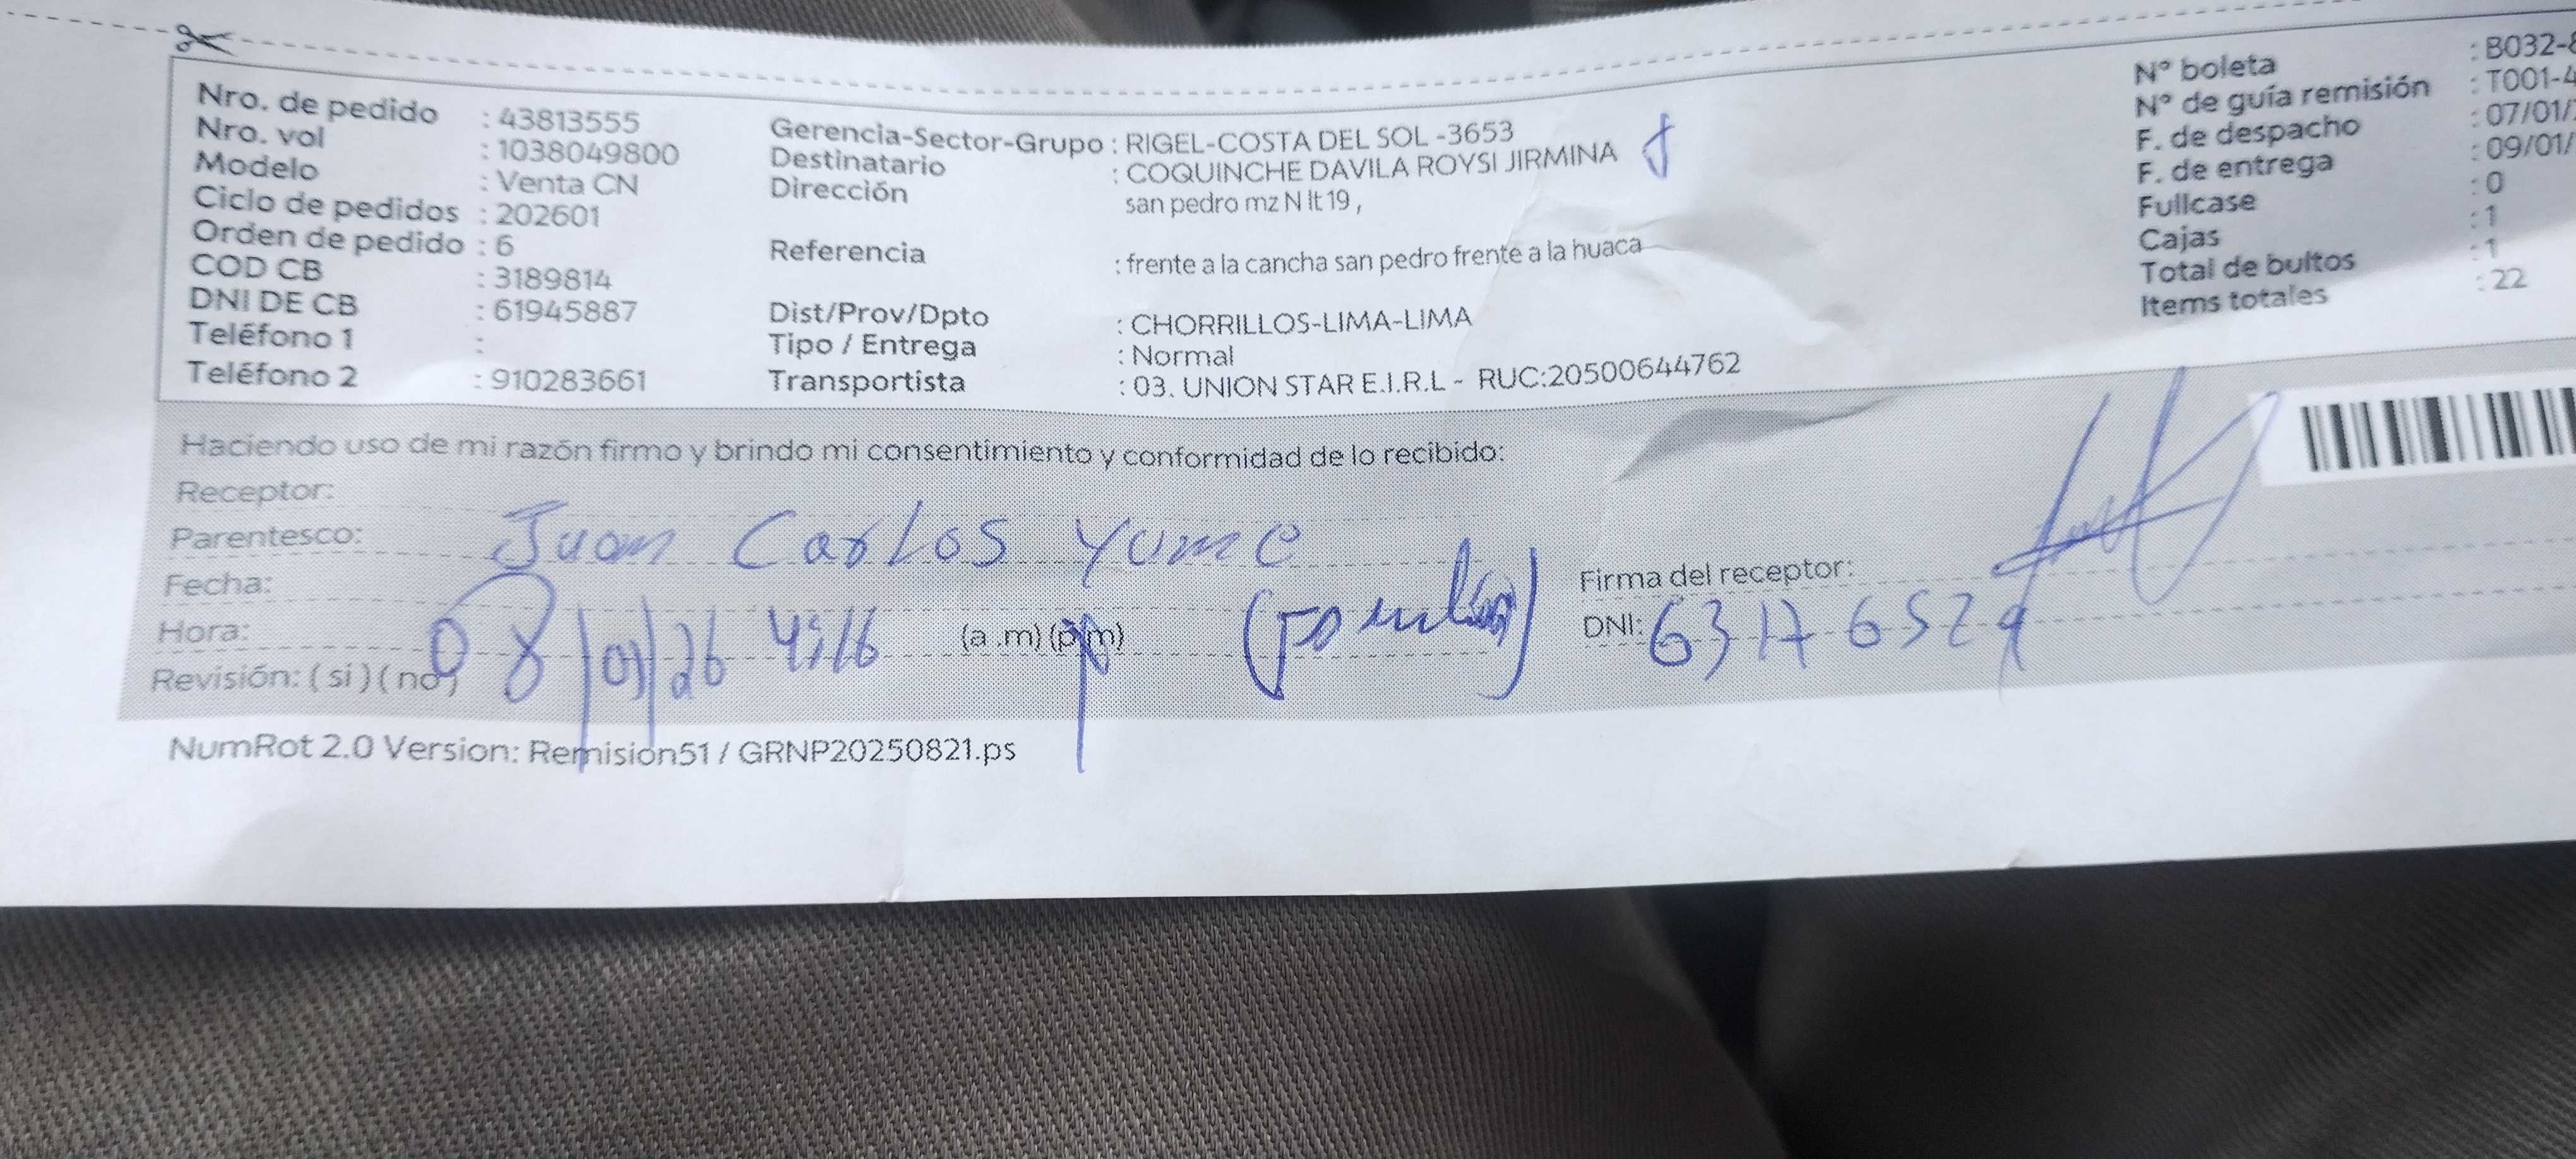 Nro. de pedido : 43813555
Nro. vol : 1038049800
Modelo : Venta CN
Ciclo de pedidos : 202601
Orden de pedido : 6
COD CB : 3189814
DNI DE CB : 61945887
Teléfono 1 :
Teléfono 2 : 910283661
Gerencia-Sector-Grupo : RIGEL-COSTA DEL SOL -3653
Destinatario : COQUINCHE DAVILA ROYSI JIRMINA
Dirección san pedro mz N lt 19 ,
Referencia : frente a la cancha san pedro frente a la huaca
Dist/Prov/Dpto : CHORRILLOS-LIMA-LIMA
Tipo / Entrega : Normal
Transportista : 03. UNION STAR E.I.R.L - RUC:20500644762
N° boleta : B032-
N° de guía remisión : T001-4
F. de despacho : 07/01/
F. de entrega : 09/01/
Fullcase : 0
Cajas : 1
Total de bultos : 1
Items totales : 22
Haciendo uso de mi razón firmo y brindo mi consentimiento y conformidad de lo recibido:
Receptor:
Parentesco: Juan Carlos Yume
Fecha:
Hora: 08/01/26 4:16 (a .m) (p.m)
Revisión: ( si ) ( no )
Firma del receptor:
DNI: 63176529
NumRot 2.0 Version: Remision51 / GRNP20250821.ps